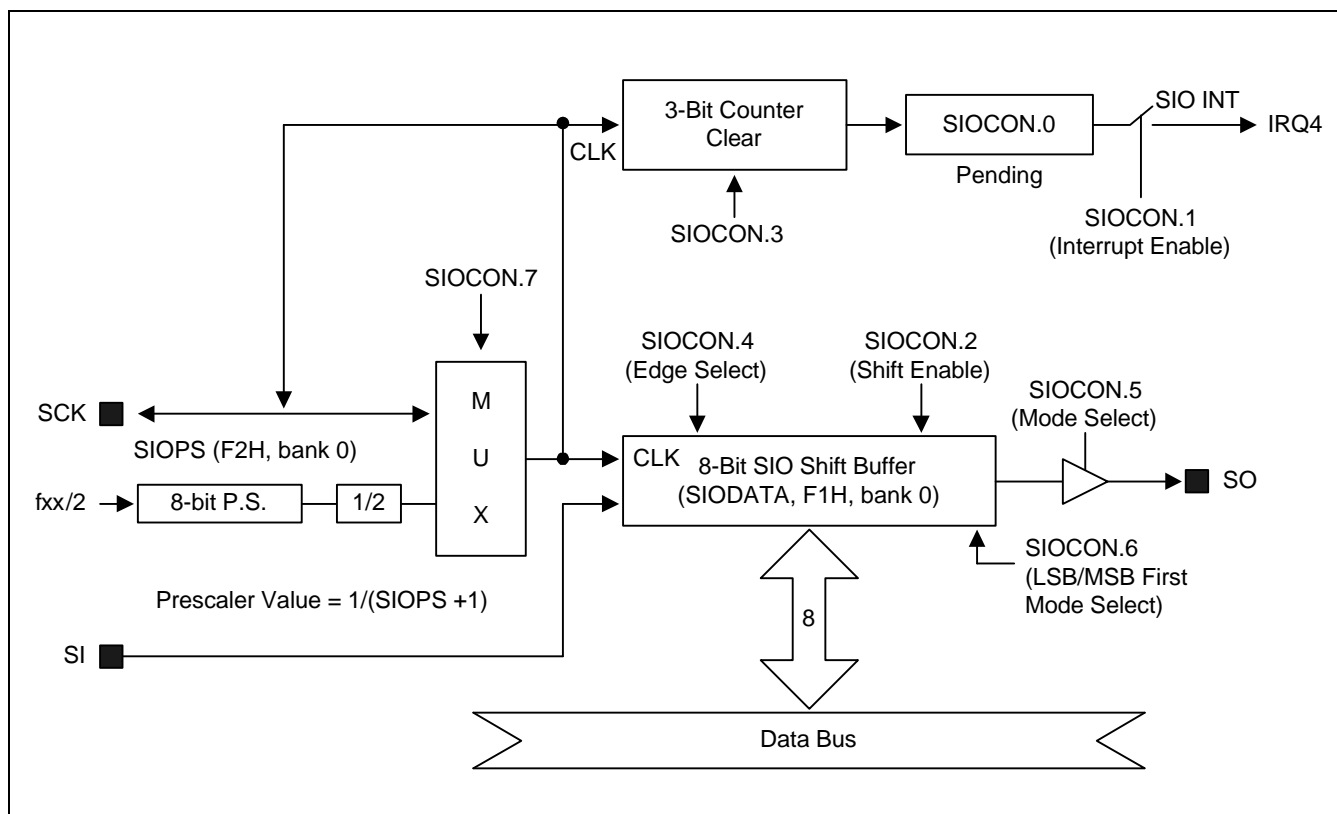 3-Bit Counter
Clear
CLK
SIOCON.0
Pending
SIO INT
IRQ4
SIOCON.3
SIOCON.1
(Interrupt Enable)
SIOCON.7
SIOCON.4
(Edge Select)
SIOCON.2
(Shift Enable)
SIOCON.5
(Mode Select)
SCK
SIOPS (F2H, bank 0)
M
U
X
fxx/2
8-bit P.S.
1/2
CLK
8-Bit SIO Shift Buffer
(SIODATA, F1H, bank 0)
SO
SIOCON.6
(LSB/MSB First
Mode Select)
Prescaler Value = 1/(SIOPS +1)
8
SI
Data Bus